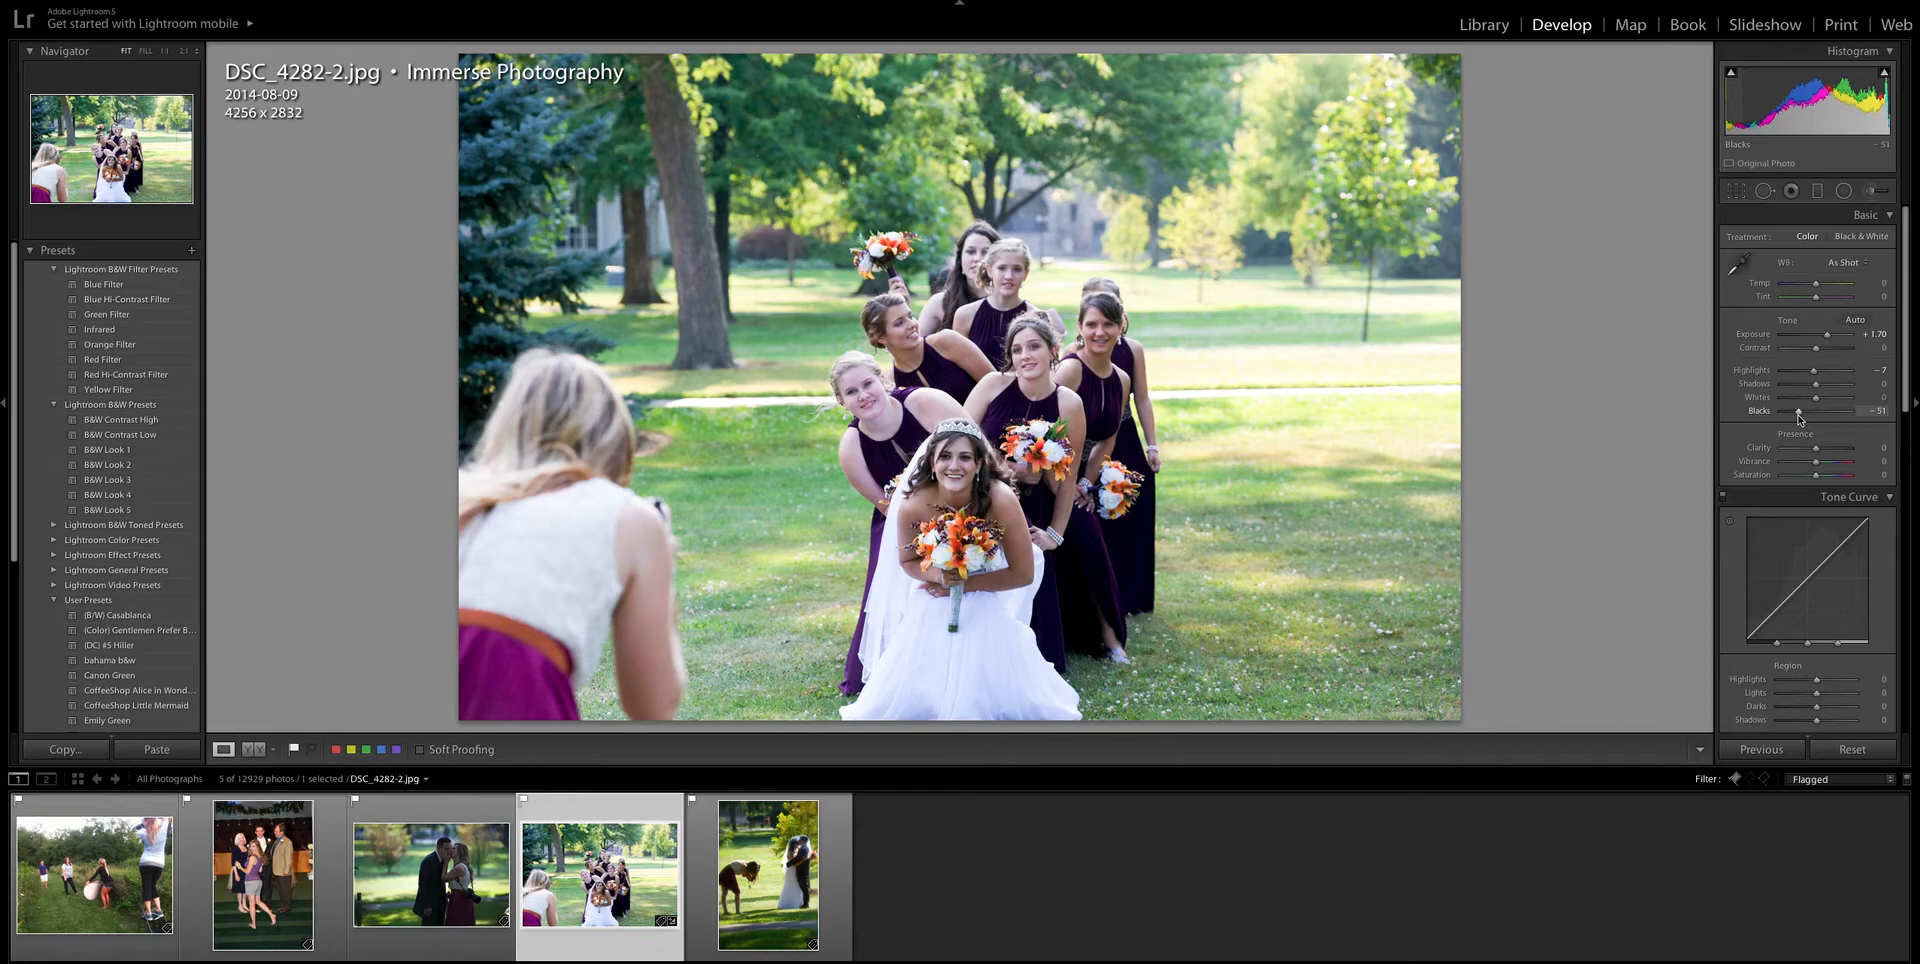 Lr
Adobe Lightroom 5
Get started with Lightroom mobile
Library | Develop | Map | Book | Slideshow | Print | Web
Navigator FIT FILL 1:1 2:1
Presets +
Lightroom B&W Filter Presets
Blue Filter
Blue Hi-Contrast Filter
Green Filter
Infrared
Orange Filter
Red Filter
Red Hi-Contrast Filter
Yellow Filter
Lightroom B&W Presets
B&W Contrast High
B&W Contrast Low
B&W Look 1
B&W Look 2
B&W Look 3
B&W Look 4
B&W Look 5
Lightroom B&W Toned Presets
Lightroom Color Presets
Lightroom Effect Presets
Lightroom General Presets
Lightroom Video Presets
User Presets
(B/W) Casablanca
(Color) Gentlemen Prefer B...
(DC) #5 Hiller
bahama b&w
Canon Green
CoffeeShop Alice in Wond...
CoffeeShop Little Mermaid
Emily Green
Copy... Paste
DSC_4282-2.jpg • Immerse Photography
2014-08-09
4256 x 2832
Histogram
Blacks - 51
Original Photo
Basic
Treatment : Color Black & White
WB: As Shot
Temp 0
Tint 0
Tone Auto
Exposure + 1.70
Contrast 0
Highlights - 7
Shadows 0
Whites 0
Blacks - 51
Presence
Clarity 0
Vibrance 0
Saturation 0
Tone Curve
Region
Highlights 0
Lights 0
Darks 0
Shadows 0
Previous Reset
YY Soft Proofing
1 2 All Photographs 5 of 12929 photos / 1 selected / DSC_4282-2.jpg Filter : Flagged